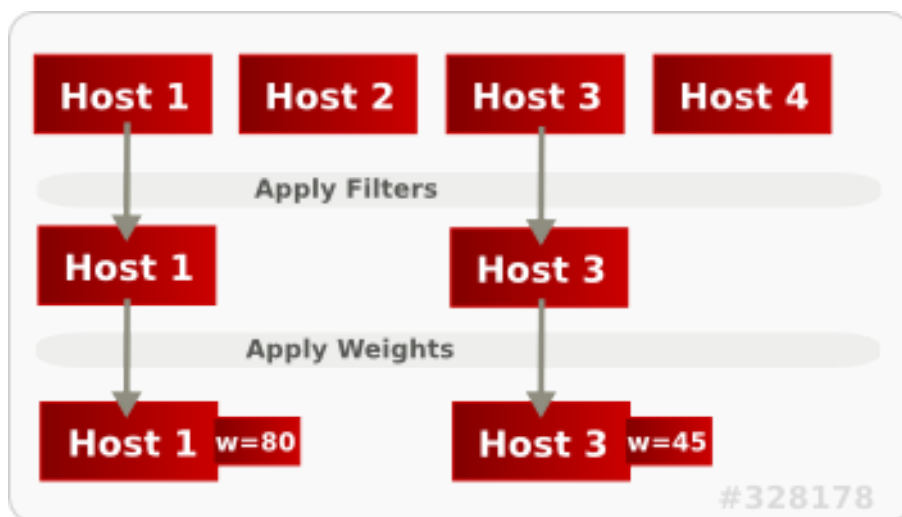 Host 1 Host 2 Host 3 Host 4
Apply Filters
Host 1 Host 3
Apply Weights
Host 1 w=80 Host 3 w=45
#328178